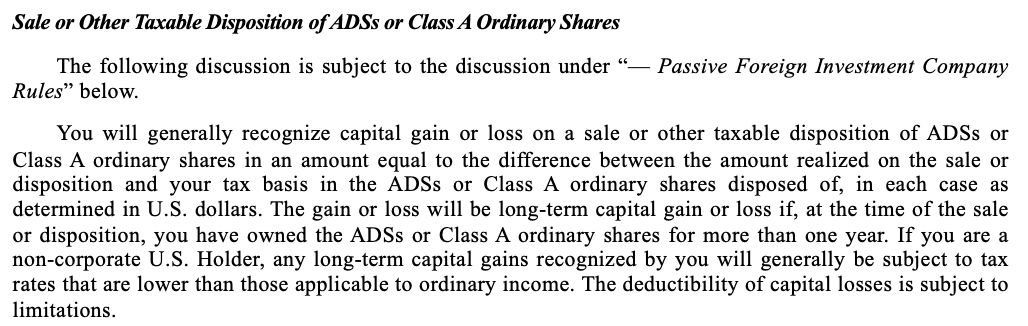 Sale or Other Taxable Disposition of ADSs or Class A Ordinary Shares
The following discussion is subject to the discussion under “— Passive Foreign Investment Company
Rules” below.
You will generally recognize capital gain or loss on a sale or other taxable disposition of ADSs or
Class A ordinary shares in an amount equal to the difference between the amount realized on the sale or
disposition and your tax basis in the ADSs or Class A ordinary shares disposed of, in each case as
determined in U.S. dollars. The gain or loss will be long-term capital gain or loss if, at the time of the sale
or disposition, you have owned the ADSs or Class A ordinary shares for more than one year. If you are a
non-corporate U.S. Holder, any long-term capital gains recognized by you will generally be subject to tax
rates that are lower than those applicable to ordinary income. The deductibility of capital losses is subject to
limitations.